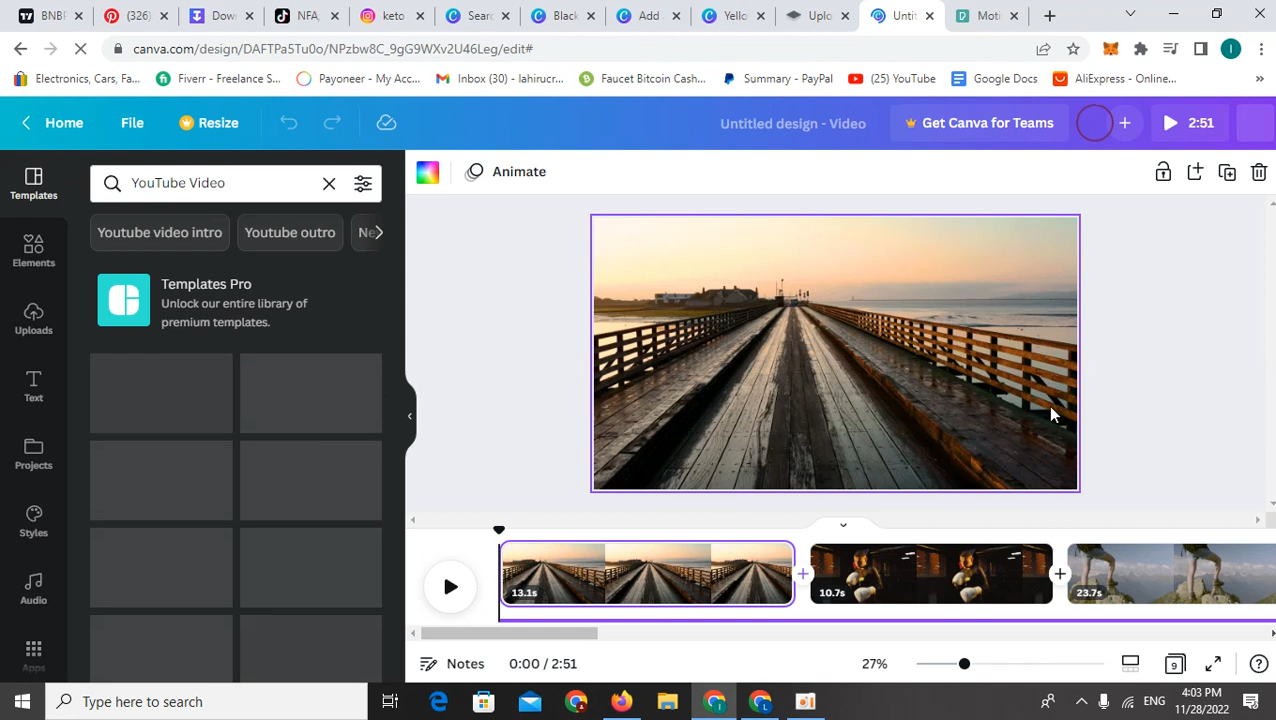 BNBF
(326)
Dow
NFA,
keto
Sear
Black
Add
Yello
Uplo
Unti
Moti
canva.com/design/DAFTPa5Tu0o/NPzbw8C_9gG9WXv2U46Leg/edit#
Electronics, Cars, Fa...
Fiverr - Freelance S...
Payoneer - My Acc...
Inbox (30) - lahirucr...
Faucet Bitcoin Cash...
Summary - PayPal
(25) YouTube
Google Docs
AliExpress - Online...
Home
File
Resize
Untitled design - Video
Get Canva for Teams
2:51
Templates
YouTube Video
Animate
Youtube video intro
Youtube outro
Ne
Elements
Templates Pro
Unlock our entire library of
premium templates.
Uploads
Text
Projects
Styles
Audio
Apps
13.1s
10.7s
23.7s
Notes
0:00 / 2:51
27%
9
Type here to search
ENG
4:03 PM
11/28/2022